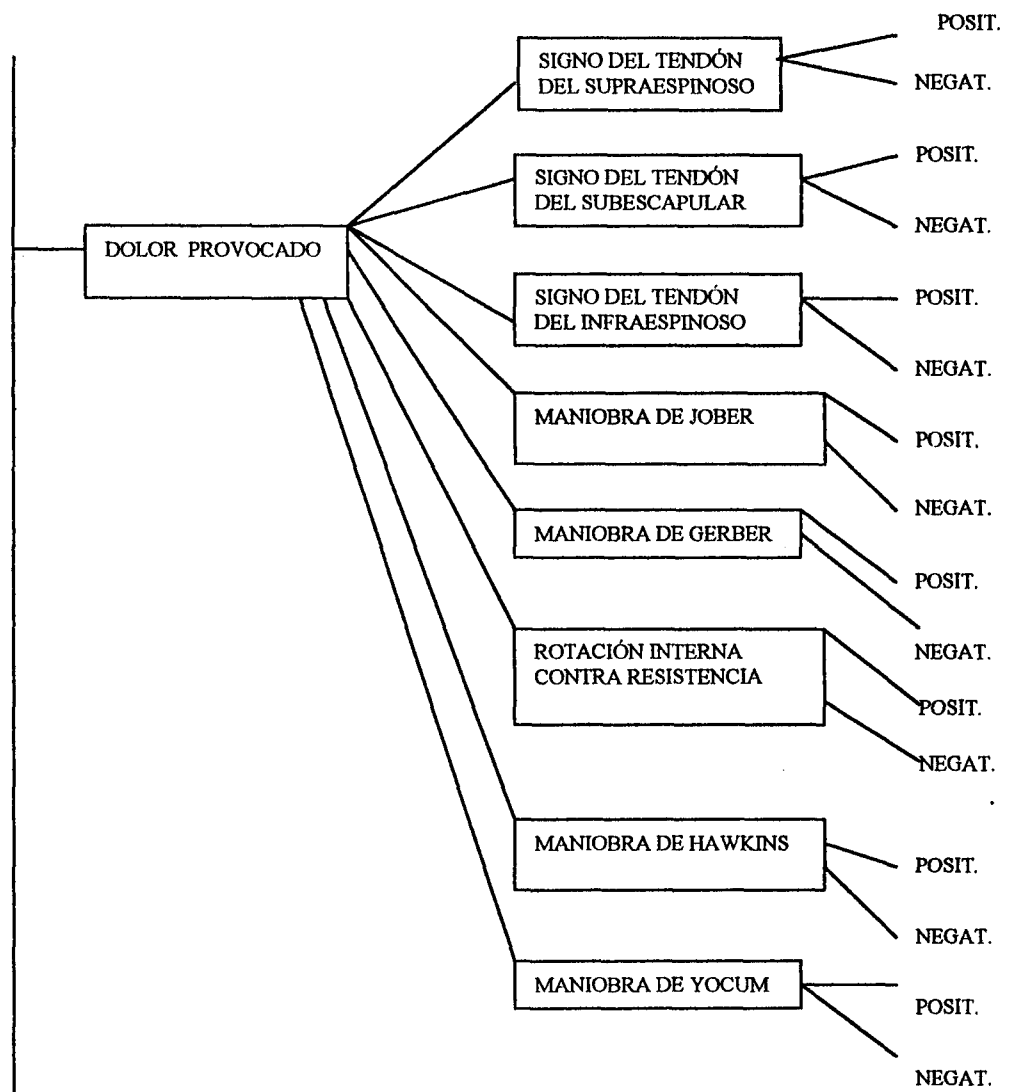 DOLOR PROVOCADO
SIGNO DEL TENDÓN
DEL SUPRAESPINOSO
POSIT.
NEGAT.
SIGNO DEL TENDÓN
DEL SUBESCAPULAR
POSIT.
NEGAT.
SIGNO DEL TENDÓN
DEL INFRAESPINOSO
POSIT.
NEGAT.
MANIOBRA DE JOBER
POSIT.
NEGAT.
MANIOBRA DE GERBER
POSIT.
NEGAT.
ROTACIÓN INTERNA
CONTRA RESISTENCIA
POSIT.
NEGAT.
MANIOBRA DE HAWKINS
POSIT.
NEGAT.
MANIOBRA DE YOCUM
POSIT.
NEGAT.